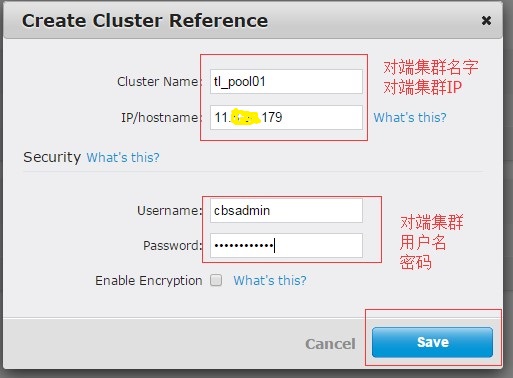 Create Cluster Reference
Cluster Name: tl_pool01
对端集群名字
对端集群IP
IP/hostname: 11. .179 What's this?
Security What's this?
Username: cbsadmin
Password: ••••••••••••
对端集群
用户名
密码
Enable Encryption What's this?
Cancel Save